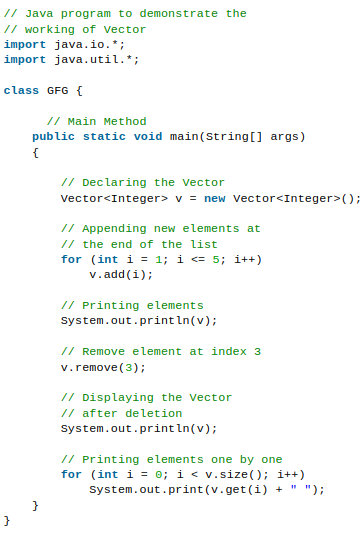 // Java program to demonstrate the
// working of Vector
import java.io.*;
import java.util.*;
class GFG {
// Main Method
public static void main(String[] args)
{
// Declaring the Vector
Vector<Integer> v = new Vector<Integer>();
// Appending new elements at
// the end of the list
for (int i = 1; i <= 5; i++)
v.add(i);
// Printing elements
System.out.println(v);
// Remove element at index 3
v.remove(3);
// Displaying the Vector
// after deletion
System.out.println(v);
// Printing elements one by one
for (int i = 0; i < v.size(); i++)
System.out.print(v.get(i) + " ");
}
}